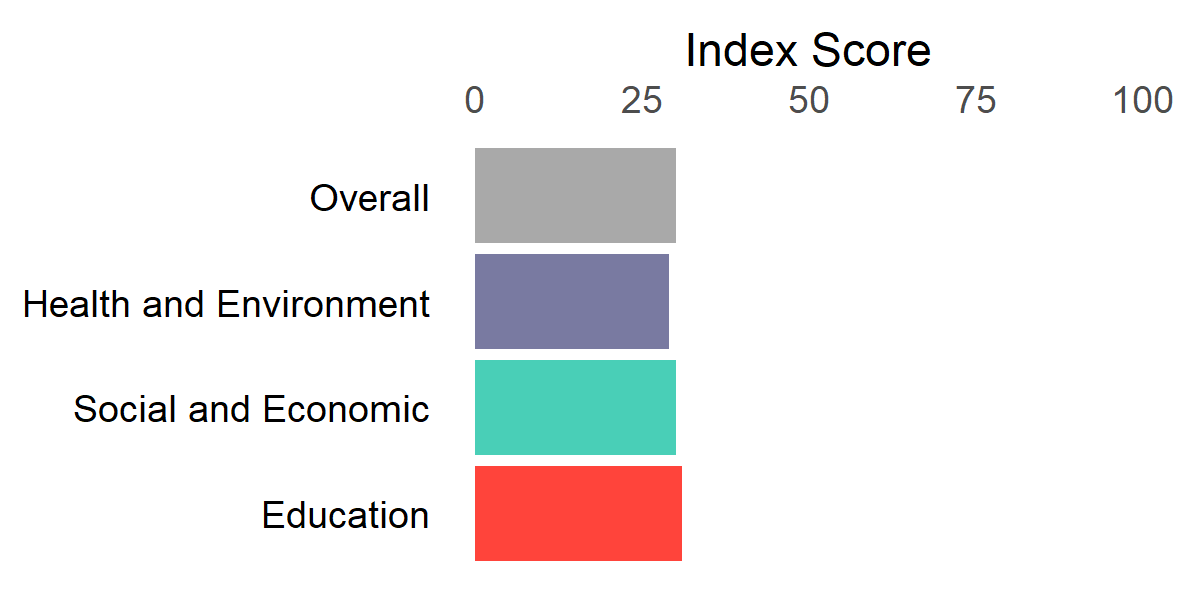 Index Score
0 25 50 75 100
Overall
Health and Environment
Social and Economic
Education